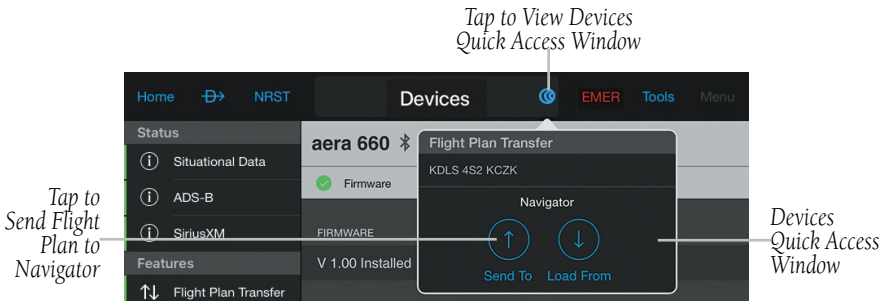 Tap to View Devices
Quick Access Window
Home NRST Devices EMER Tools Menu
Status
Situational Data
ADS-B
SiriusXM
Features
Flight Plan Transfer
aera 660
Firmware
FIRMWARE
V 1.00 Installed
Flight Plan Transfer
KDLS 4S2 KCZK
Navigator
Send To Load From
Tap to
Send Flight
Plan to
Navigator
Devices
Quick Access
Window